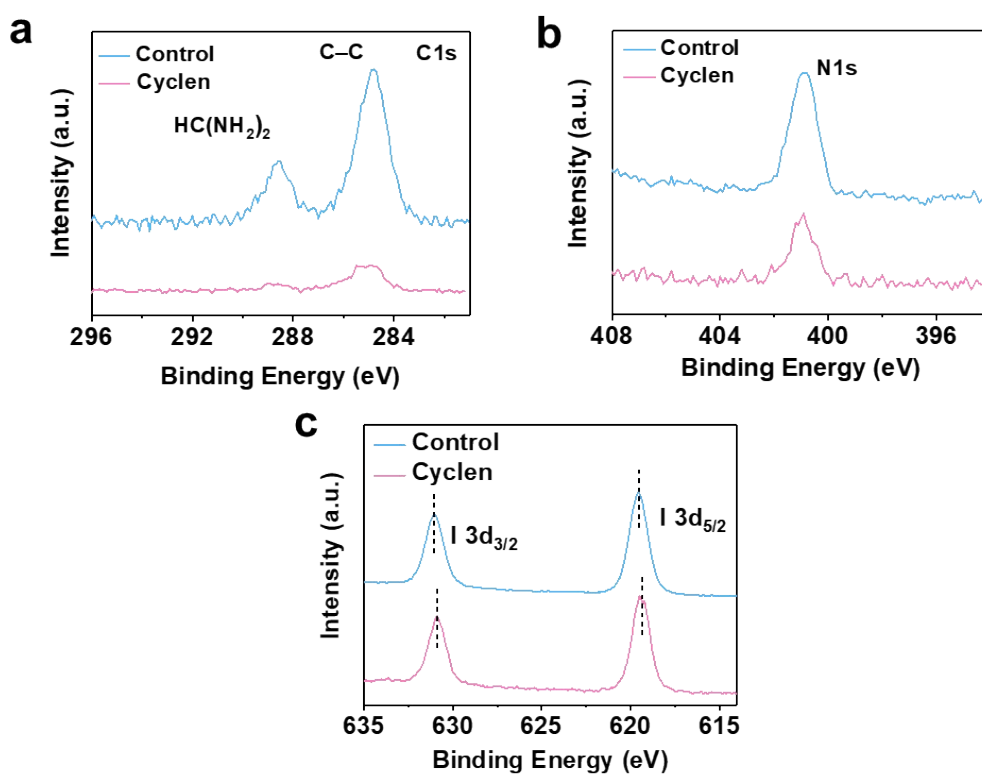 a
Control
Cyclen
C–C
C1s
HC(NH₂)₂
Intensity (a.u.)
296
292
288
284
Binding Energy (eV)
b
Control
Cyclen
N1s
Intensity (a.u.)
408
404
400
396
Binding Energy (eV)
c
Control
Cyclen
I 3d₃/₂
I 3d₅/₂
Intensity (a.u.)
635
630
625
620
615
Binding Energy (eV)